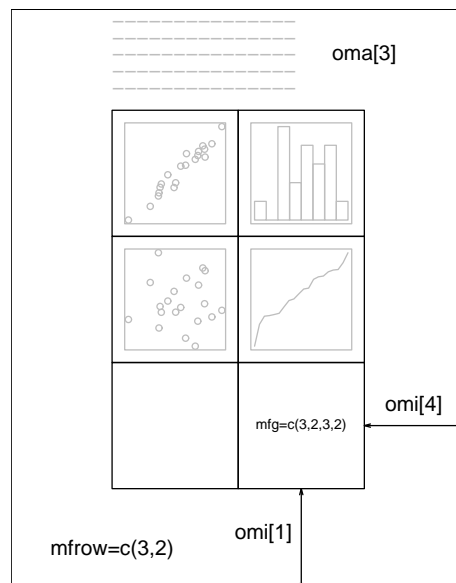 oma[3]
omi[4]
mfg=c(3,2,3,2)
omi[1]
mfrow=c(3,2)